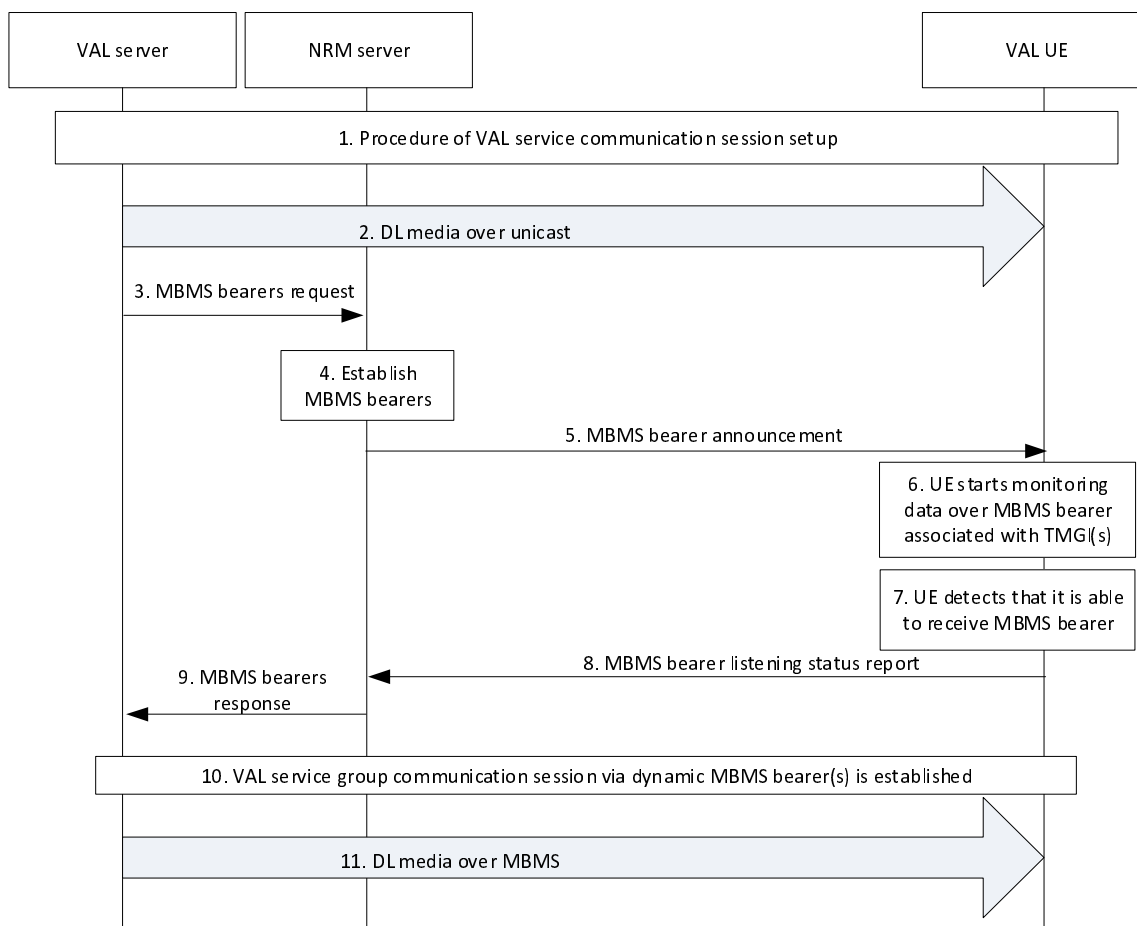 VAL server
NRM server
VAL UE
1. Procedure of VAL service communication session setup
2. DL media over unicast
3. MBMS bearers request
4. Establish
MBMS bearers
5. MBMS bearer announcement
6. UE starts monitoring
data over MBMS bearer
associated with TMGI(s)
7. UE detects that it is able
to receive MBMS bearer
8. MBMS bearer listening status report
9. MBMS bearers
response
10. VAL service group communication session via dynamic MBMS bearer(s) is established
11. DL media over MBMS